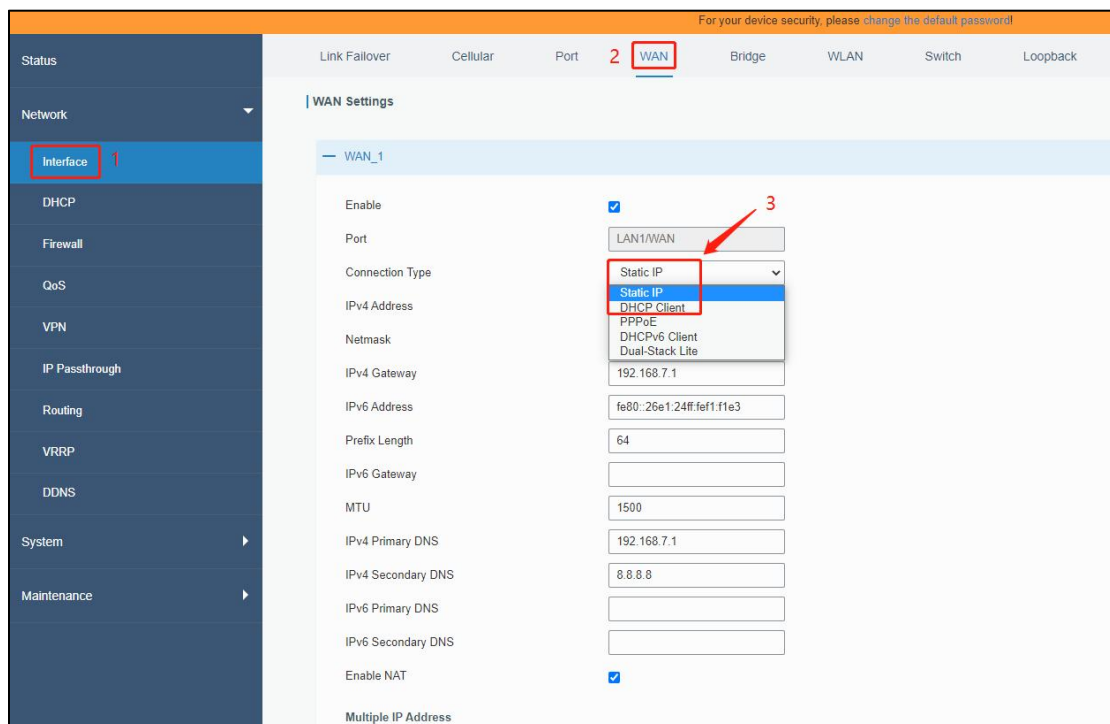 For your device security, please change the default password!
Status
Network
Interface 1
DHCP
Firewall
QoS
VPN
IP Passthrough
Routing
VRRP
DDNS
System
Maintenance
Link Failover Cellular Port 2 WAN Bridge WLAN Switch Loopback
WAN Settings
WAN_1
Enable
3
Port LAN1/WAN
Connection Type Static IP
Static IP
DHCP Client
PPPoE
DHCPv6 Client
Dual-Stack Lite
IPv4 Address
Netmask
IPv4 Gateway 192.168.7.1
IPv6 Address fe80::26e1:24ff:fef1:f1e3
Prefix Length 64
IPv6 Gateway
MTU 1500
IPv4 Primary DNS 192.168.7.1
IPv4 Secondary DNS 8.8.8.8
IPv6 Primary DNS
IPv6 Secondary DNS
Enable NAT
Multiple IP Address